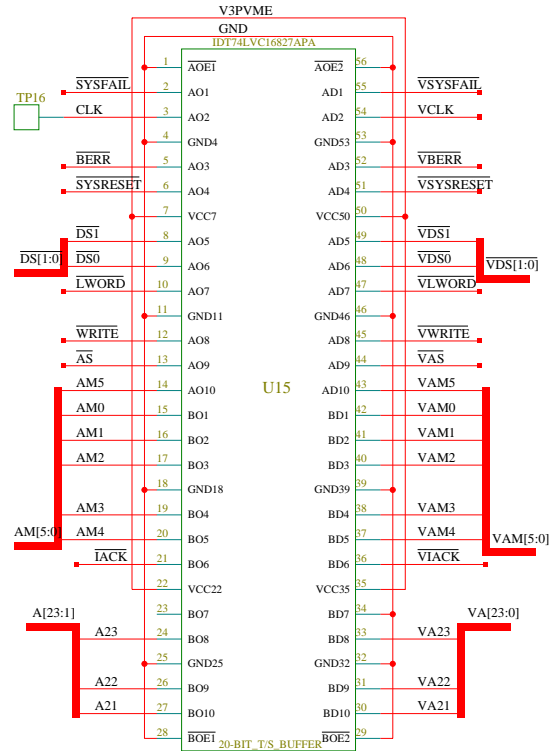 V3PVME
GND
IDT74LVC16827APA
1 AOE1 AOE2 56
SYSFAIL 2 AO1 AD1 55 VSYSFAIL
TP16 CLK 3 AO2 AD2 54 VCLK
4 GND4 GND53 53
BERR 5 AO3 AD3 52 VBERR
SYSRESET 6 AO4 AD4 51 VSYSRESET
7 VCC7 VCC50 50
DS1 8 AO5 AD5 49 VDS1
DS[1:0] DS0 9 AO6 AD6 48 VDS0 VDS[1:0]
LWORD 10 AO7 AD7 47 VLWORD
11 GND11 GND46 46
WRITE 12 AO8 AD8 45 VWRITE
AS 13 AO9 AD9 44 VAS
AM5 14 AO10 AD10 43 VAM5
U15
AM0 15 BO1 BD1 42 VAM0
AM1 16 BO2 BD2 41 VAM1
AM2 17 BO3 BD3 40 VAM2
18 GND18 GND39 39
AM3 19 BO4 BD4 38 VAM3
AM[5:0] AM4 20 BO5 BD5 37 VAM4 VAM[5:0]
IACK 21 BO6 BD6 36 VIACK
22 VCC22 VCC35 35
A[23:1] 23 BO7 BD7 34 VA[23:0]
A23 24 BO8 BD8 33 VA23
25 GND25 GND32 32
A22 26 BO9 BD9 31 VA22
A21 27 BO10 BD10 30 VA21
28 BOE1 BOE2 29
20-BIT_T/S_BUFFER